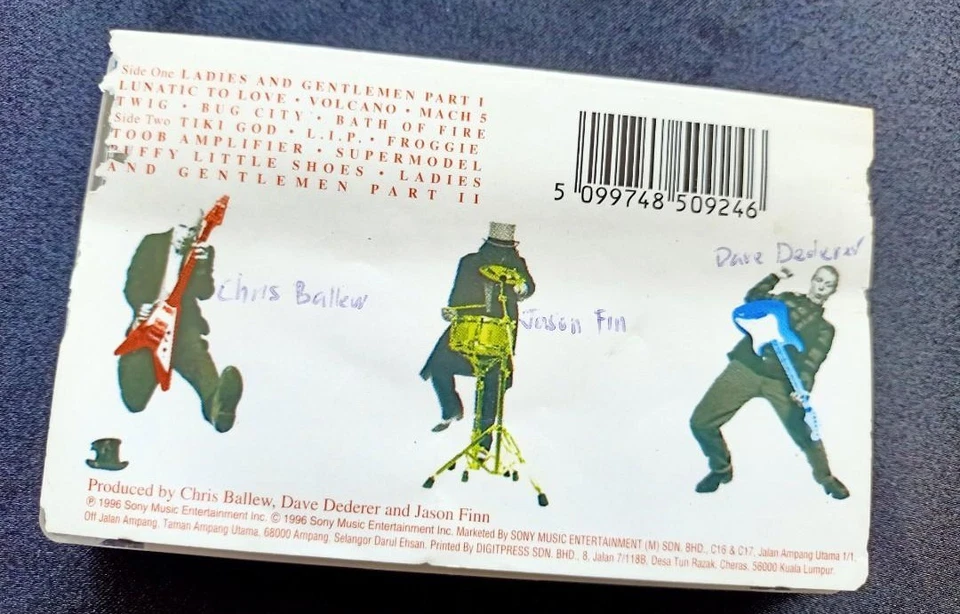 Side One LADIES AND GENTLEMEN PART I
LUNATIC TO LOVE • VOLCANO • MACH 5
TWIG • BUG CITY • BATH OF FIRE
Side Two TIKI GOD • L.I.P. • FROGGIE
TOOB AMPLIFIER • SUPERMODEL
PUFFY LITTLE SHOES • LADIES
AND GENTLEMEN PART II
5 099748 509246
Dave Dederer
Chris Ballew
Jason Fin
Produced by Chris Ballew, Dave Dederer and Jason Finn
℗ 1996 Sony Music Entertainment Inc. © 1996 Sony Music Entertainment Inc. Marketed By SONY MUSIC ENTERTAINMENT (M) SDN. BHD., C16 & C17, Jalan Ampang Utama 1/1,
Off Jalan Ampang. Taman Ampang Utama, 68000 Ampang. Selangor Darul Ehsan. Printed By DIGITPRESS SDN. BHD., 8, Jalan 7/118B, Desa Tun Razak, Cheras, 56000 Kuala Lumpur.